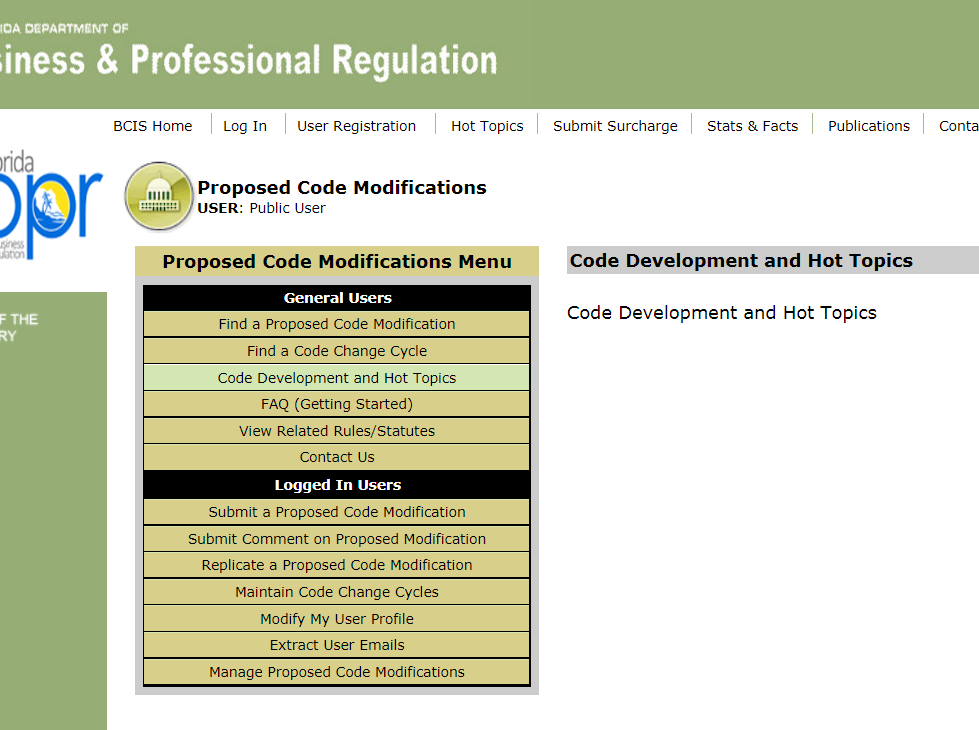 IDA DEPARTMENT OF
iness & Professional Regulation
BCIS Home Log In User Registration Hot Topics Submit Surcharge Stats & Facts Publications Conta
rida
bpr
siness
ulation
Proposed Code Modifications
USER: Public User
F THE
RY
Proposed Code Modifications Menu
General Users
Find a Proposed Code Modification
Find a Code Change Cycle
Code Development and Hot Topics
FAQ (Getting Started)
View Related Rules/Statutes
Contact Us
Logged In Users
Submit a Proposed Code Modification
Submit Comment on Proposed Modification
Replicate a Proposed Code Modification
Maintain Code Change Cycles
Modify My User Profile
Extract User Emails
Manage Proposed Code Modifications
Code Development and Hot Topics
Code Development and Hot Topics